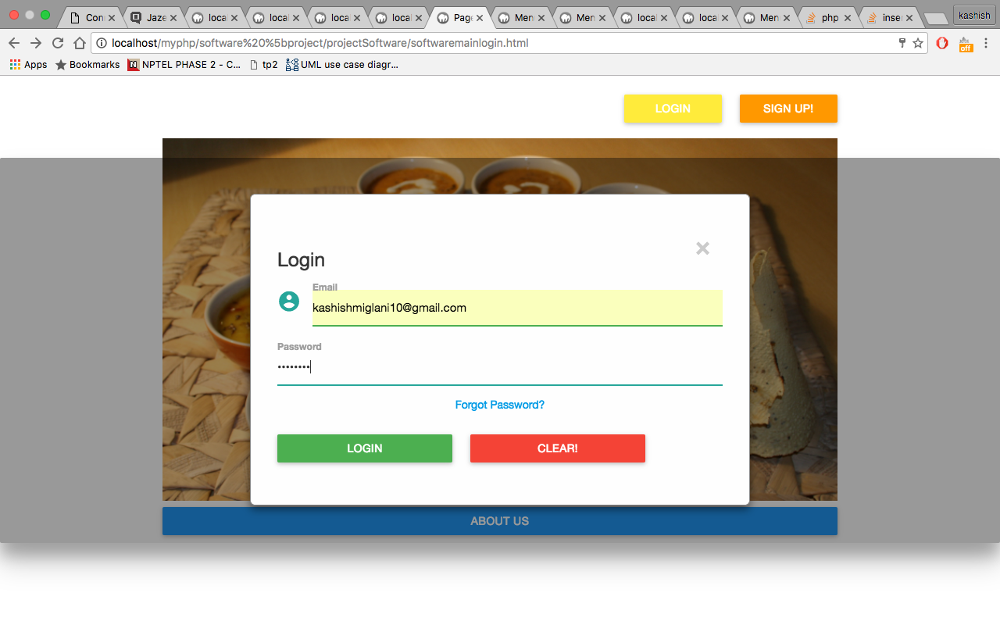 Con Jaze local local local local Page Men Men local local Men php inser kashish
localhost/myphp/software%20%5bproject/projectSoftware/softwaremainlogin.html
off
Apps Bookmarks NPTEL PHASE 2 - C... tp2 UML use case diagr...
LOGIN SIGN UP!
×
Login
Email
kashishmiglani10@gmail.com
Password
••••••••
Forgot Password?
LOGIN CLEAR!
ABOUT US